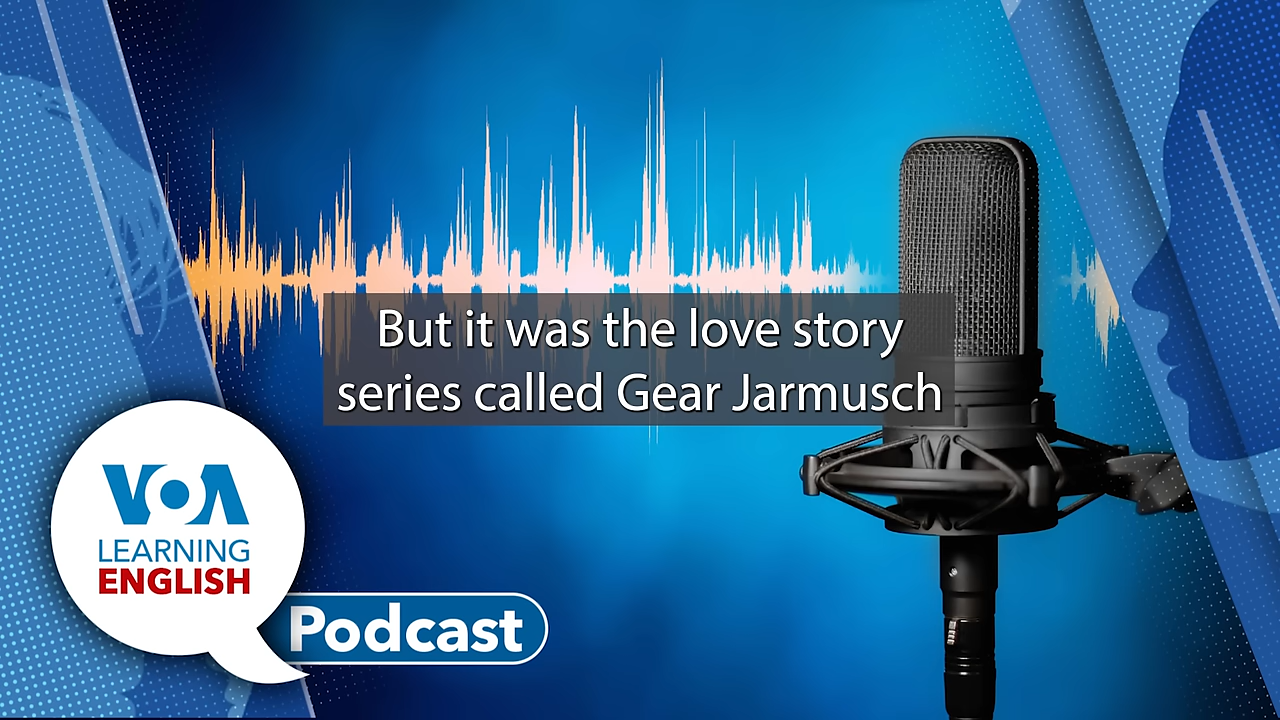 But it was the love story
series called Gear Jarmusch
VOA
LEARNING
ENGLISH
Podcast